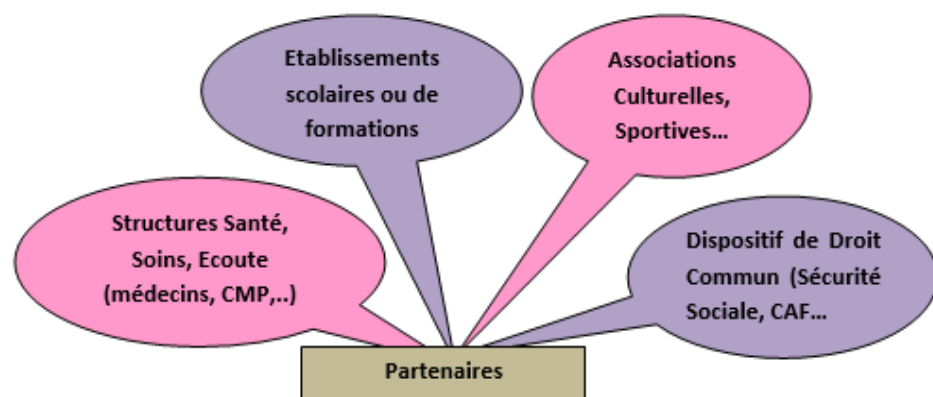 Etablissements
scolaires ou de
formations
Associations
Culturelles,
Sportives…
Structures Santé,
Soins, Ecoute
(médecins, CMP,..)
Dispositif de Droit
Commun (Sécurité
Sociale, CAF…
Partenaires